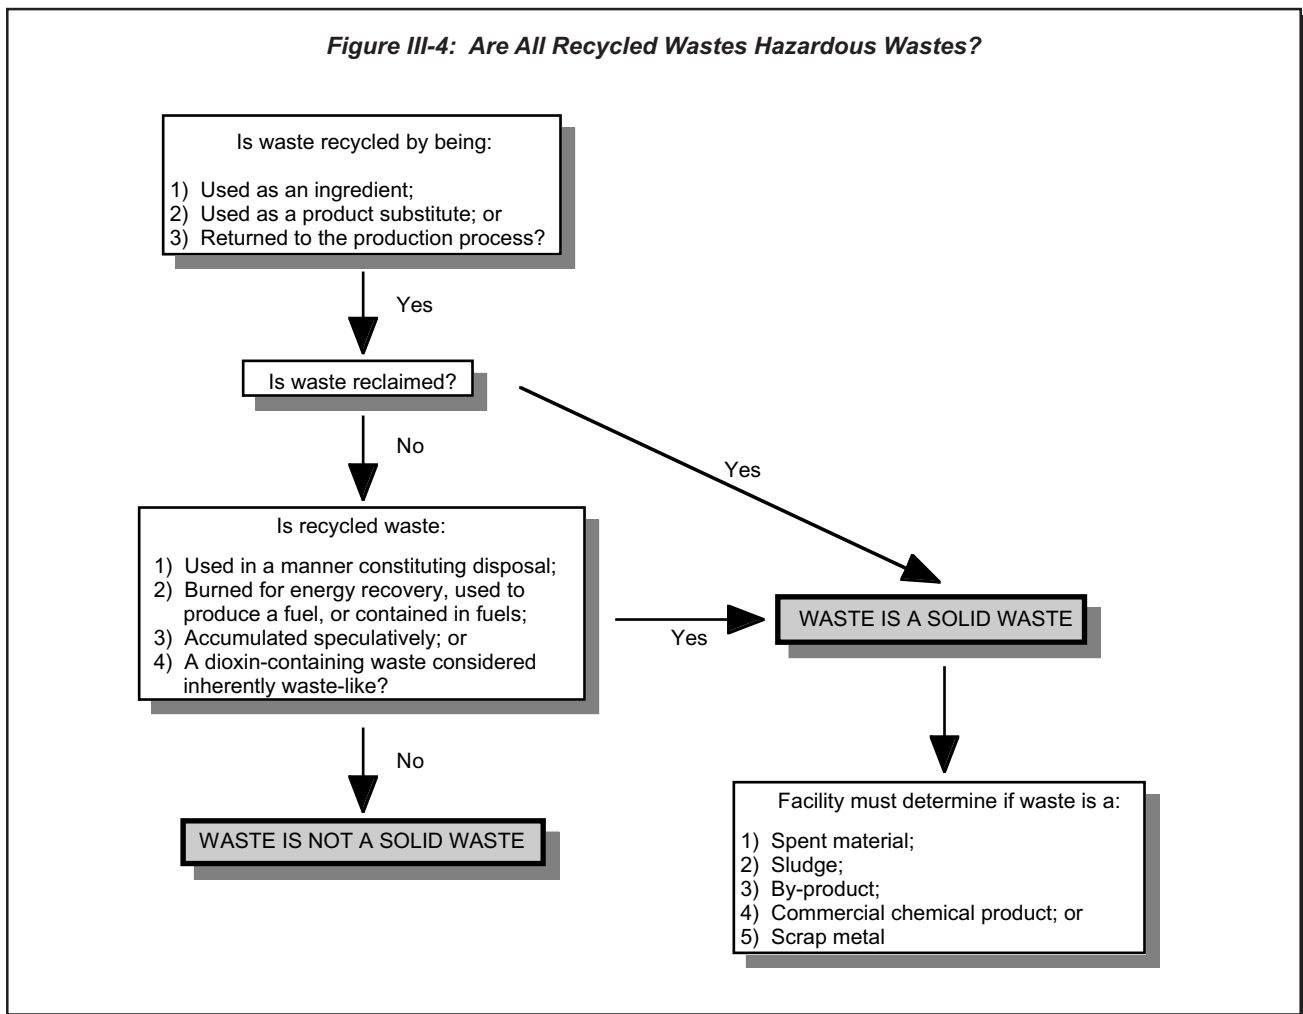 Figure III-4: Are All Recycled Wastes Hazardous Wastes?
Is waste recycled by being:
1) Used as an ingredient;
2) Used as a product substitute; or
3) Returned to the production process?
Yes
Is waste reclaimed?
No
Yes
Is recycled waste:
1) Used in a manner constituting disposal;
2) Burned for energy recovery, used to
produce a fuel, or contained in fuels;
3) Accumulated speculatively; or
4) A dioxin-containing waste considered
inherently waste-like?
Yes
WASTE IS A SOLID WASTE
No
WASTE IS NOT A SOLID WASTE
Facility must determine if waste is a:
1) Spent material;
2) Sludge;
3) By-product;
4) Commercial chemical product; or
5) Scrap metal